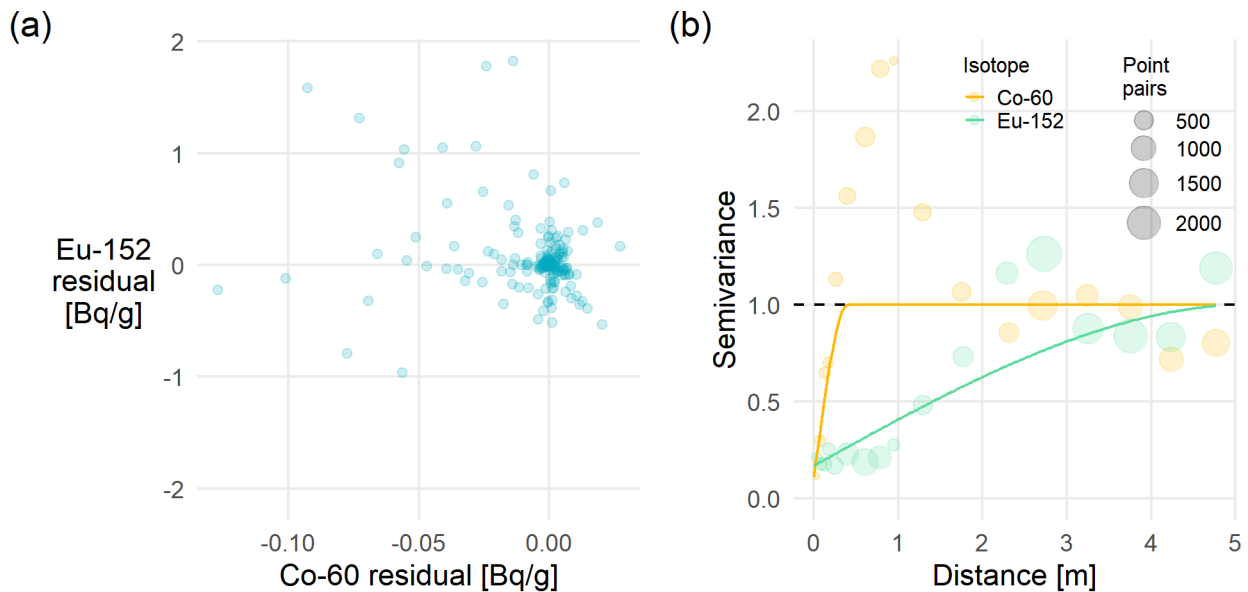 (a)
2
1
0
-1
-2
Eu-152
residual
[Bq/g]
-0.10
-0.05
0.00
Co-60 residual [Bq/g]
(b)
Isotope
Co-60
Eu-152
Point
pairs
500
1000
1500
2000
2.0
1.5
1.0
0.5
0.0
Semivariance
0
1
2
3
4
5
Distance [m]